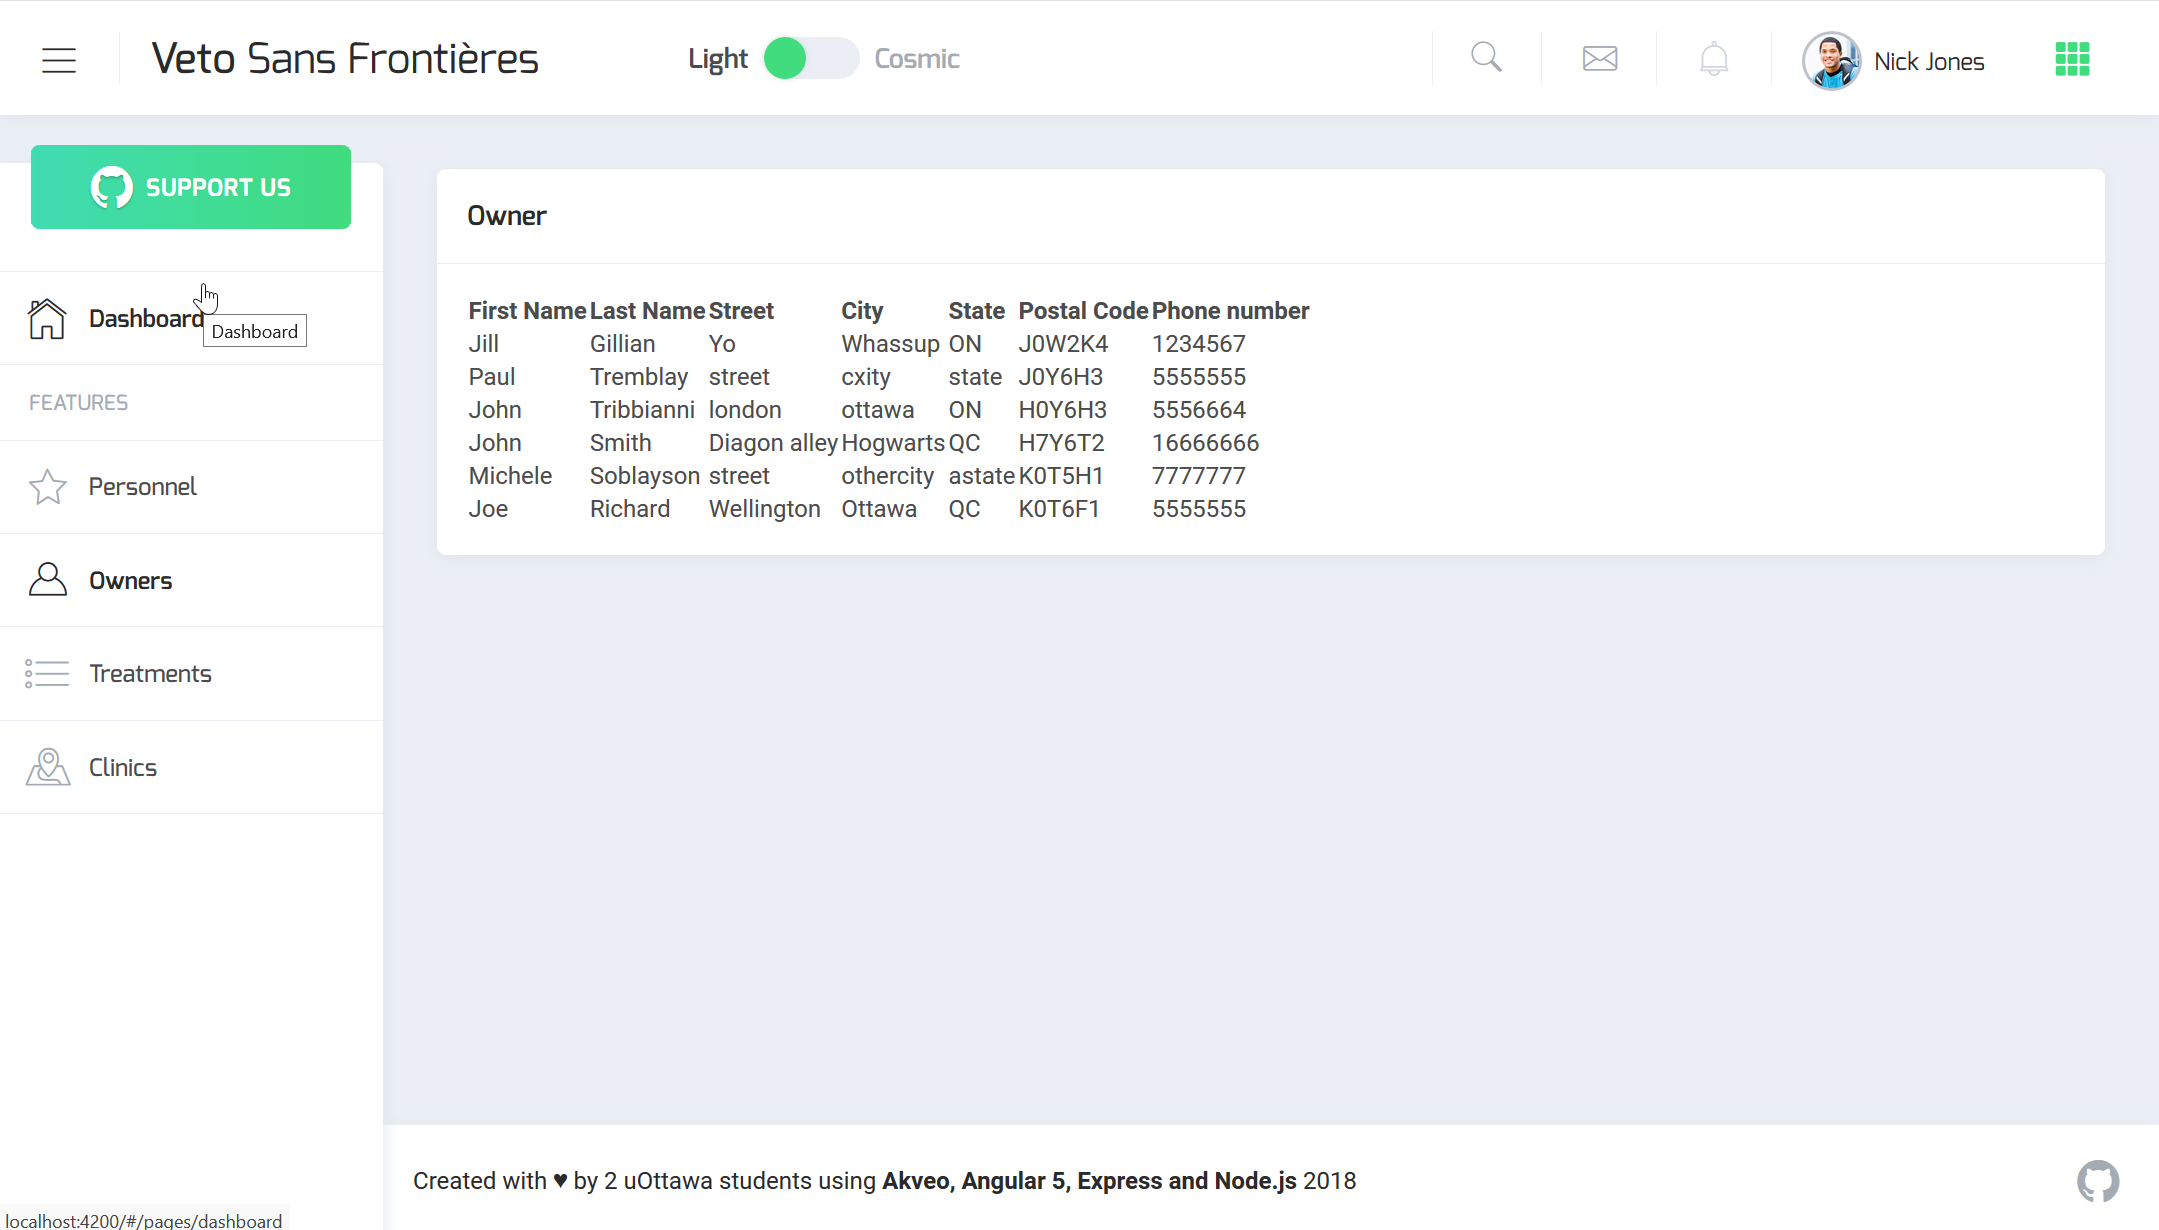 Veto Sans Frontières
Light Cosmic
Nick Jones
SUPPORT US
Dashboard
Dashboard
FEATURES
Personnel
Owners
Treatments
Clinics
Owner
First Name Last Name Street City State Postal Code Phone number
Jill Gillian Yo Whassup ON J0W2K4 1234567
Paul Tremblay street cxity state J0Y6H3 5555555
John Tribbianni london ottawa ON H0Y6H3 5556664
John Smith Diagon alley Hogwarts QC H7Y6T2 16666666
Michele Soblayson street othercity astate K0T5H1 7777777
Joe Richard Wellington Ottawa QC K0T6F1 5555555
Created with ♥ by 2 uOttawa students using Akveo, Angular 5, Express and Node.js 2018
localhost:4200/#/pages/dashboard